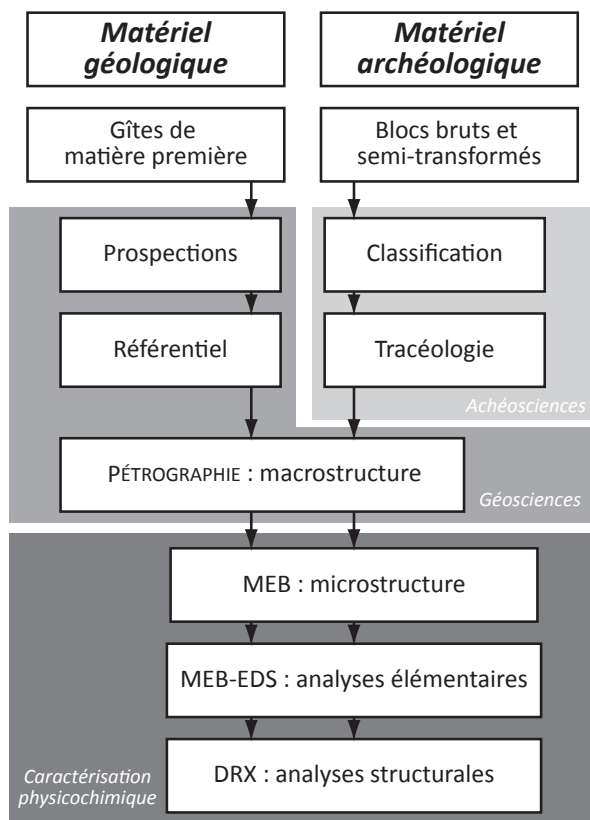 Matériel
géologique
Matériel
archéologique
Gîtes de
matière première
Blocs bruts et
semi-transformés
Prospections
Classification
Référentiel
Tracéologie
Achéosciences
PÉTROGRAPHIE : macrostructure
Géosciences
MEB : microstructure
MEB-EDS : analyses élémentaires
DRX : analyses structurales
Caractérisation
physicochimique